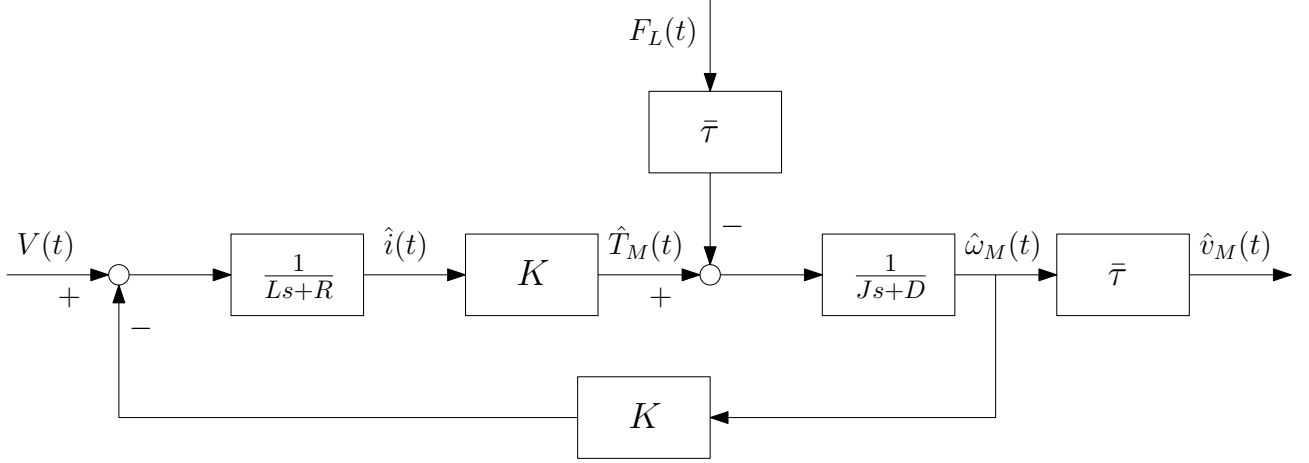 F_L(t)
τ̄
V(t)
+
−
1/(Ls+R)
î(t)
K
T̂_M(t)
+
−
1/(Js+D)
ω̂_M(t)
τ̄
v̂_M(t)
K